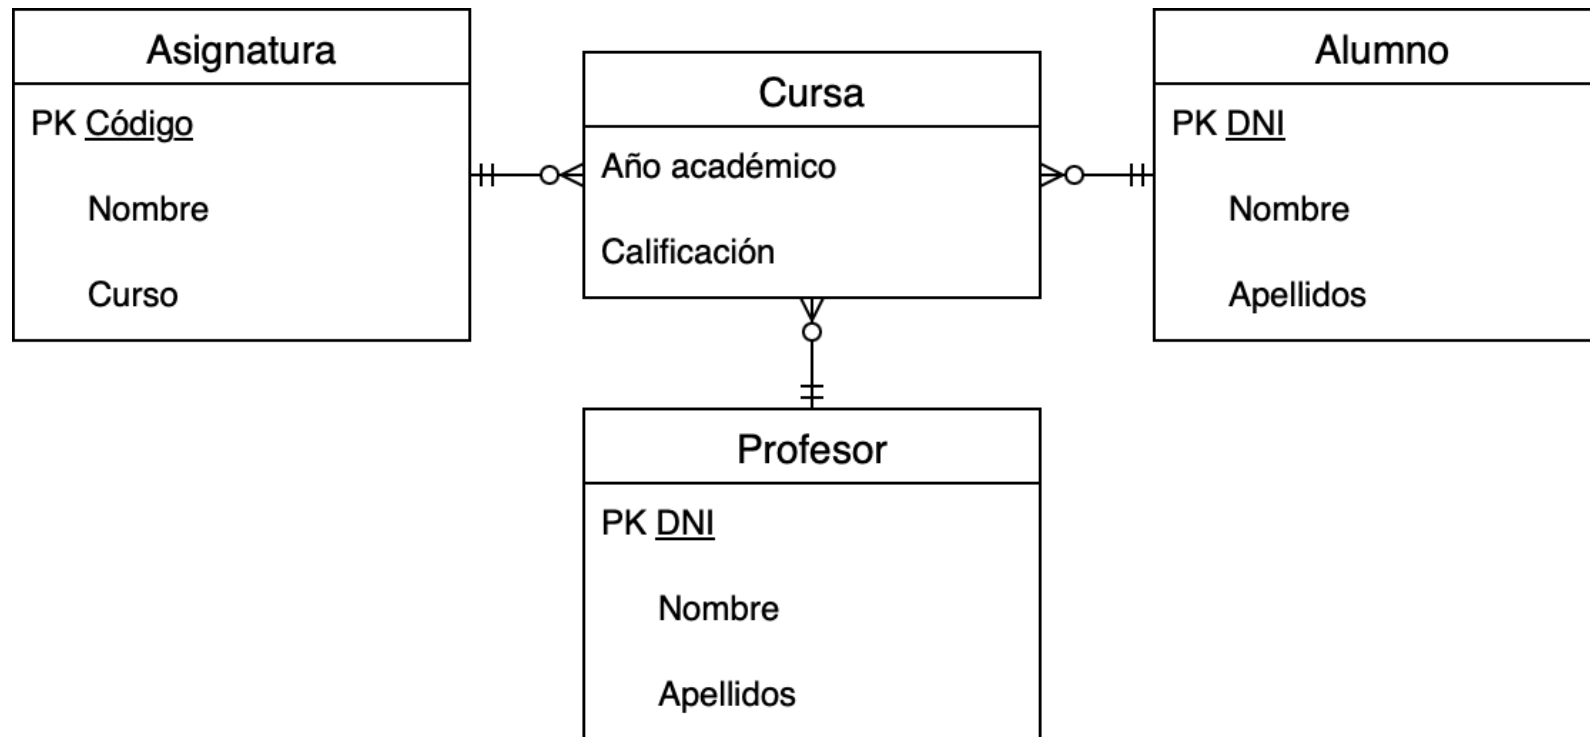 Asignatura
PK Código
Nombre
Curso
Cursa
Año académico
Calificación
Alumno
PK DNI
Nombre
Apellidos
Profesor
PK DNI
Nombre
Apellidos